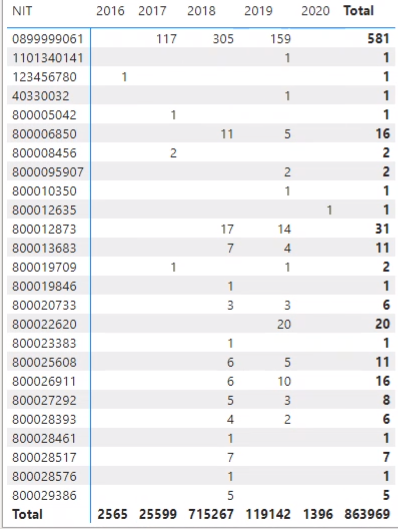 NIT 2016 2017 2018 2019 2020 Total
0899999061 117 305 159 581
1101340141 1 1
123456780 1 1
40330032 1 1
800005042 1 1
800006850 11 5 16
800008456 2 2
8000095907 2 2
800010350 1 1
800012635 1 1
800012873 17 14 31
800013683 7 4 11
800019709 1 1 2
800019846 1 1
800020733 3 3 6
800022620 20 20
800023383 1 1
800025608 6 5 11
800026911 6 10 16
800027292 5 3 8
800028393 4 2 6
800028461 1 1
800028517 7 7
800028576 1 1
800029386 5 5
Total 2565 25599 715267 119142 1396 863969